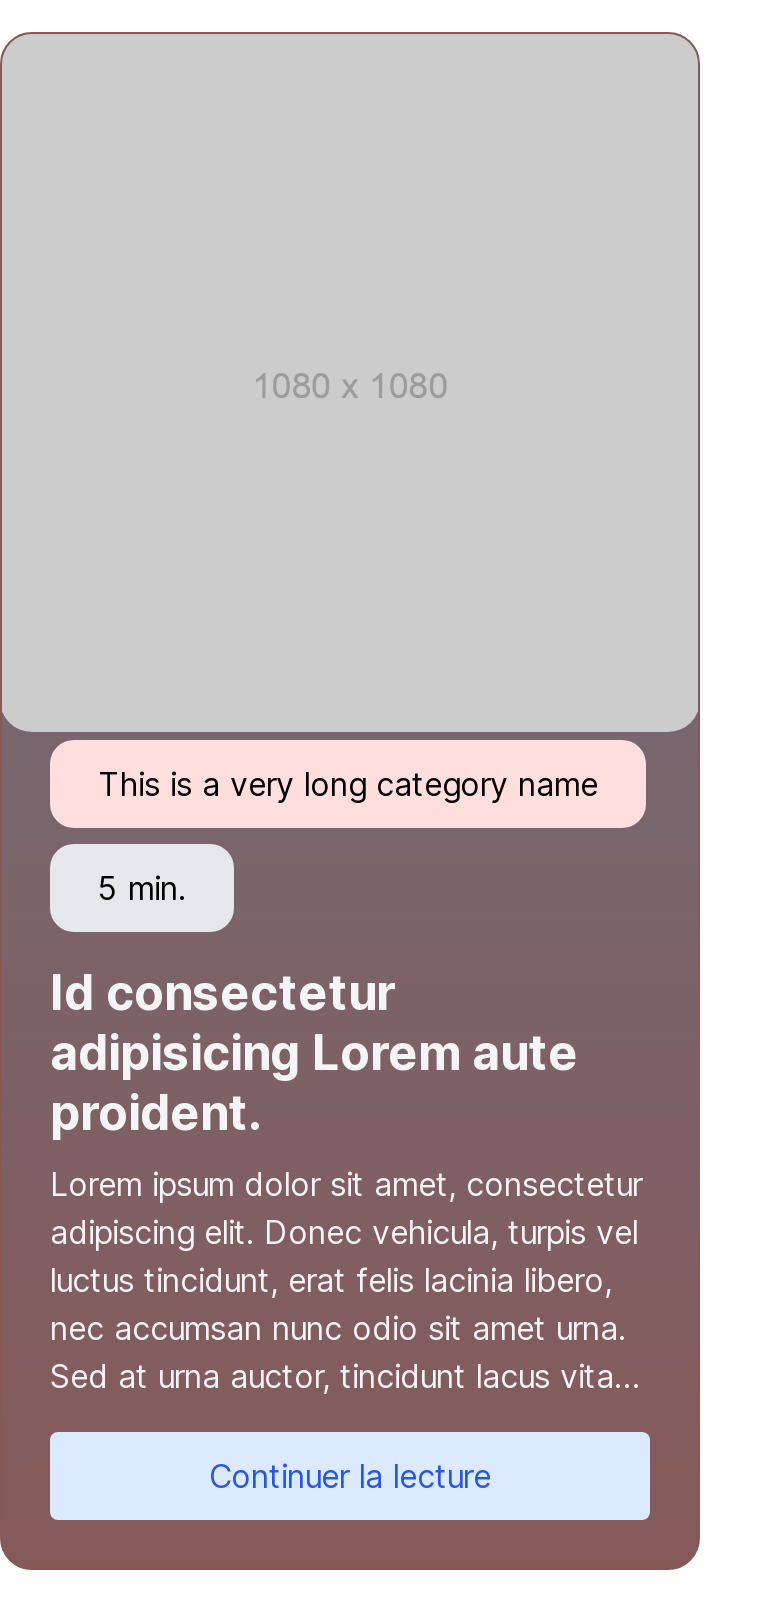 1080 x 1080
This is a very long category name
5 min.
Id consectetur
adipisicing Lorem aute
proident.
Lorem ipsum dolor sit amet, consectetur
adipiscing elit. Donec vehicula, turpis vel
luctus tincidunt, erat felis lacinia libero,
nec accumsan nunc odio sit amet urna.
Sed at urna auctor, tincidunt lacus vita...
Continuer la lecture